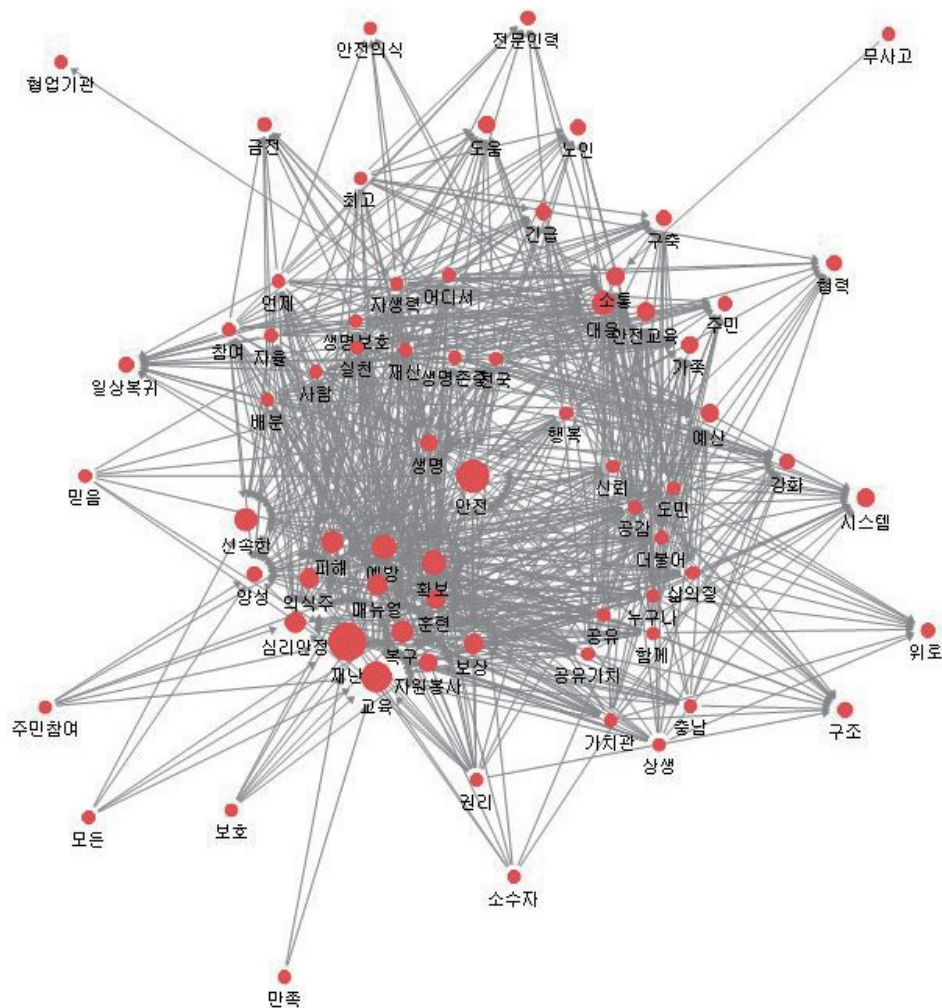 안전의식
전문인력
무사고
협업기관
금전
도움
노인
최고
긴급
구축
협력
언제
자생력
어디서
소통
대응
안전교육
주민
생명보호
참여
자율
실천
재산
생명존중
전국
가족
일상복귀
사람
배분
예산
행복
생명
안전
신뢰
강화
믿음
도민
시스템
공감
신속한
더불어
피해
예방
확보
양성
의식주
매뉴얼
훈련
삶의질
누구나
공유
심리안정
재난
복구
보상
함께
위로
자원봉사
공유가치
교육
주민참여
가치관
충남
구조
상생
권리
모든
보호
소수자
만족